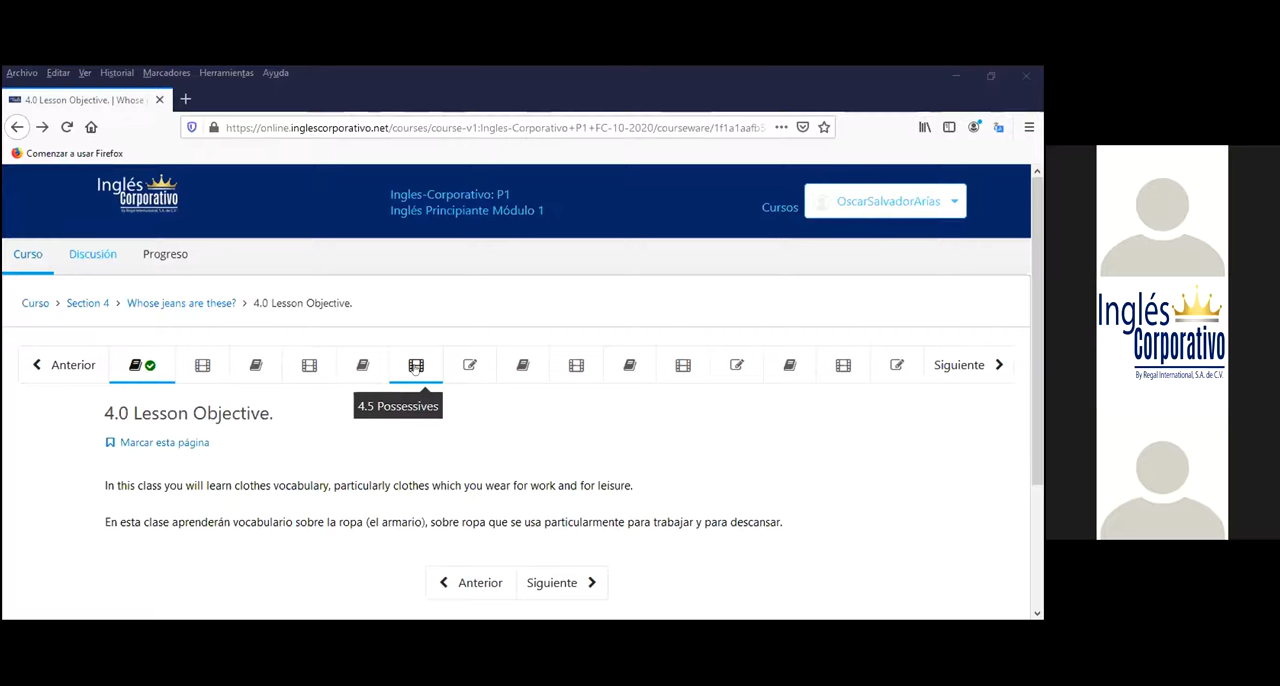 Archivo Editar Ver Historial Marcadores Herramientas Ayuda
4.0 Lesson Objective. | Whose
https://online.inglescorporativo.net/courses/course-v1:Ingles-Corporativo+P1+FC-10-2020/courseware/1f1a1aafb5
Comenzar a usar Firefox
Inglés
Corporativo
By Regal International, S.A. de C.V.
Ingles-Corporativo: P1
Inglés Principiante Módulo 1
Cursos
OscarSalvadorArias
Curso Discusión Progreso
Curso > Section 4 > Whose jeans are these? > 4.0 Lesson Objective.
Anterior
Siguiente
4.5 Possessives
4.0 Lesson Objective.
Marcar esta página
In this class you will learn clothes vocabulary, particularly clothes which you wear for work and for leisure.
En esta clase aprenderán vocabulario sobre la ropa (el armario), sobre ropa que se usa particularmente para trabajar y para descansar.
Anterior Siguiente
Inglés
Corporativo
By Regal International, S.A. de C.V.